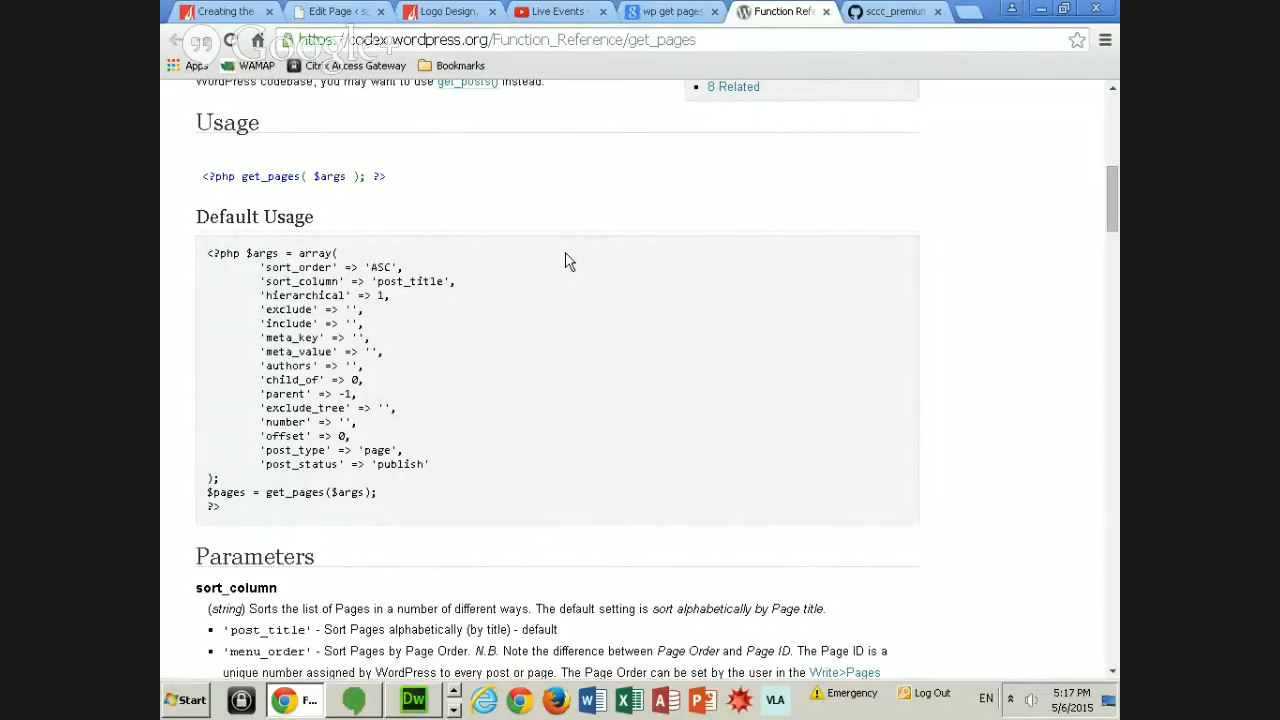 Creating the
Edit Page < s
Logo Design,
Live Events -
wp get pages
Function Ref
sccc_premium
https://codex.wordpress.org/Function_Reference/get_pages
Google+
Apps WAMAP Citrix Access Gateway Bookmarks
WordPress codebase, you may want to use get_posts() instead.
8 Related
Usage
<?php get_pages( $args ); ?>
Default Usage
<?php $args = array(
'sort_order' => 'ASC',
'sort_column' => 'post_title',
'hierarchical' => 1,
'exclude' => '',
'include' => '',
'meta_key' => '',
'meta_value' => '',
'authors' => '',
'child_of' => 0,
'parent' => -1,
'exclude_tree' => '',
'number' => '',
'offset' => 0,
'post_type' => 'page',
'post_status' => 'publish'
);
$pages = get_pages($args);
?>
Parameters
sort_column
(string) Sorts the list of Pages in a number of different ways. The default setting is sort alphabetically by Page title.
'post_title' - Sort Pages alphabetically (by title) - default
'menu_order' - Sort Pages by Page Order. N.B. Note the difference between Page Order and Page ID. The Page ID is a
unique number assigned by WordPress to every post or page. The Page Order can be set by the user in the Write>Pages
Start
F...
Dw
VLA
Emergency
Log Out
EN
5:17 PM
5/6/2015